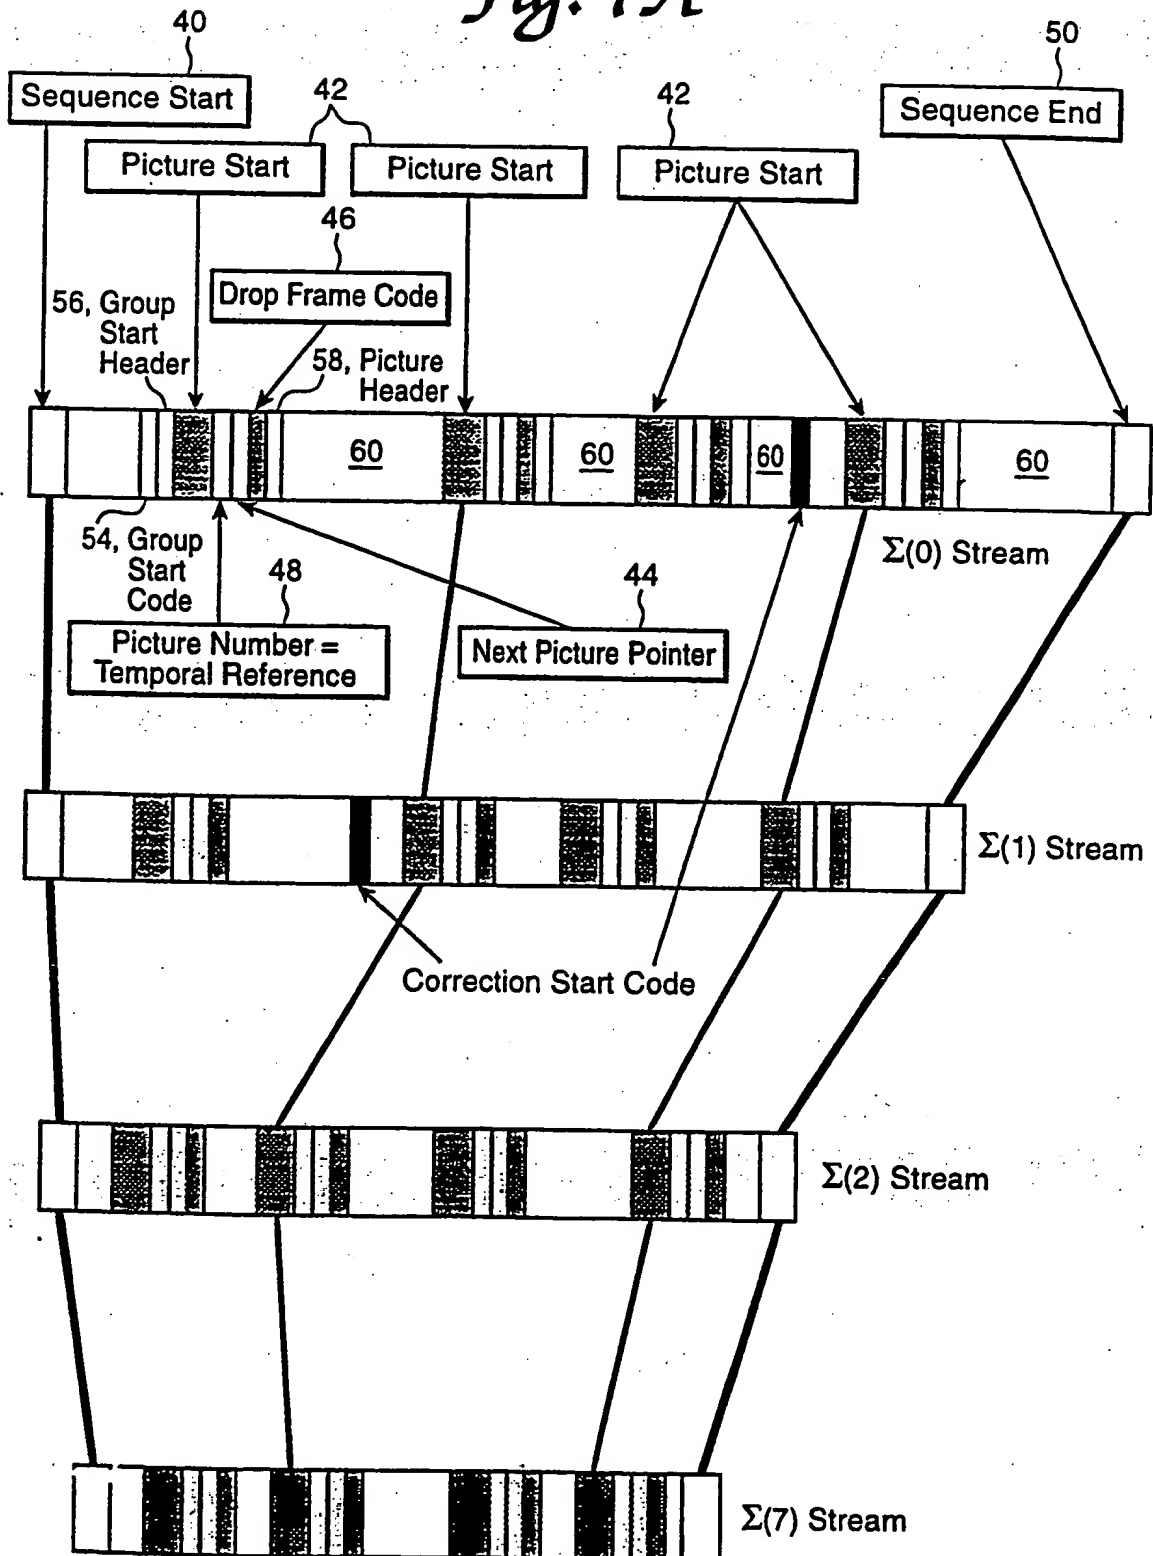 Fig.
40
50
Sequence Start
42
42
Sequence End
Picture Start
Picture Start
Picture Start
46
Drop Frame Code
56, Group
Start
Header
58, Picture
Header
60
60
60
60
54, Group
Start
Code
48
44
Σ(0) Stream
Picture Number =
Temporal Reference
Next Picture Pointer
Σ(1) Stream
Correction Start Code
Σ(2) Stream
Σ(7) Stream